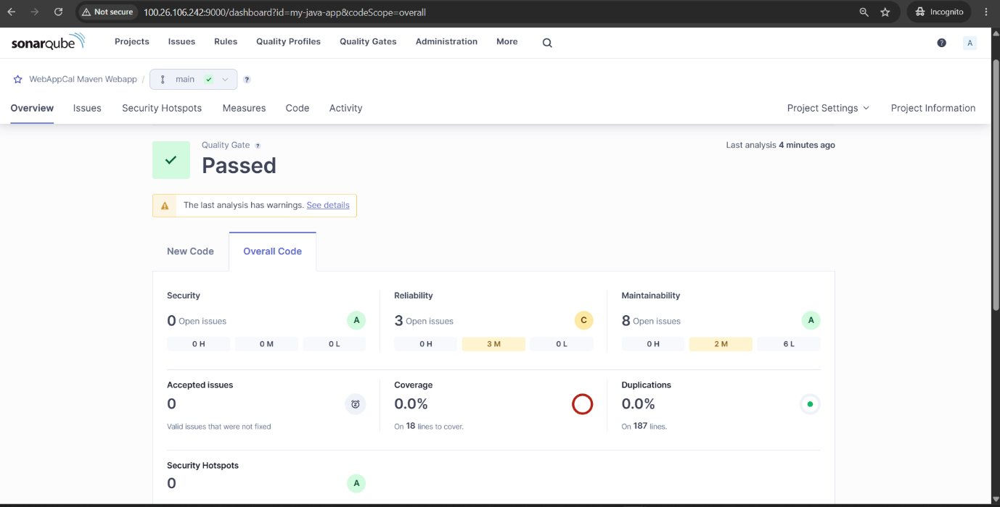 Not secure 100.26.106.242:9000/dashboard?id=my-java-app&codeScope=overall Incognito
sonarqube Projects Issues Rules Quality Profiles Quality Gates Administration More ? A
WebAppCal Maven Webapp / main ?
Overview Issues Security Hotspots Measures Code Activity Project Settings Project Information
Quality Gate ? Last analysis 4 minutes ago
Passed
The last analysis has warnings. See details
New Code Overall Code
Security Reliability Maintainability
0 Open issues A 3 Open issues C 8 Open issues A
0 H 0 M 0 L 0 H 3 M 0 L 0 H 2 M 6 L
Accepted issues Coverage Duplications
0 0.0% 0.0%
Valid issues that were not fixed On 18 lines to cover. On 187 lines.
Security Hotspots
0 A